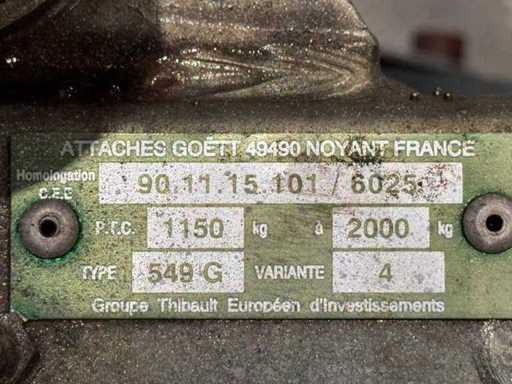 ATTACHES GOËTT 49490 NOYANT FRANCE
Homologation C.E.E 90.11.15.101 / 6025
P.T.C. 1150 kg à 2000 kg
TYPE 549 G VARIANTE 4
Groupe Thibault Européen d'Investissements